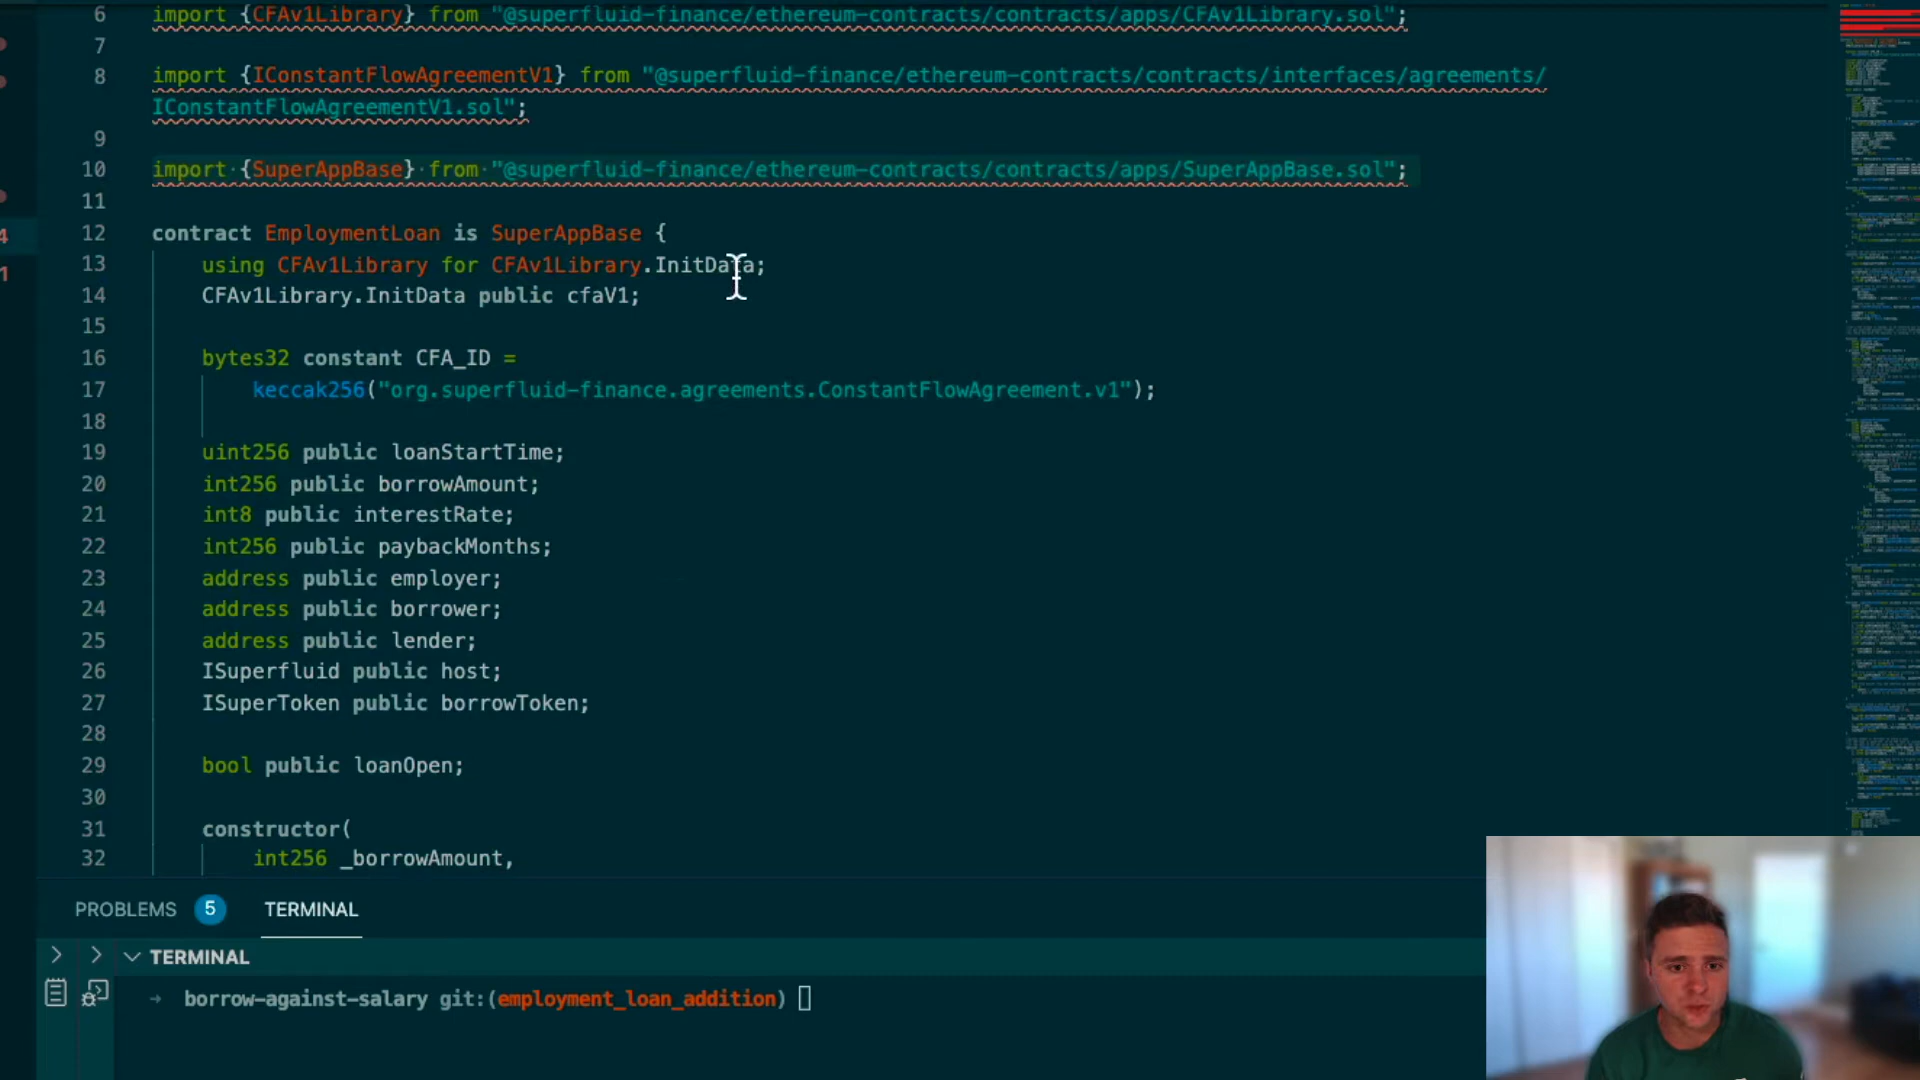 6 import {CFAv1Library} from "@superfluid-finance/ethereum-contracts/contracts/apps/CFAv1Library.sol";
7
8 import {IConstantFlowAgreementV1} from "@superfluid-finance/ethereum-contracts/contracts/interfaces/agreements/
IConstantFlowAgreementV1.sol";
9
10 import {SuperAppBase} from "@superfluid-finance/ethereum-contracts/contracts/apps/SuperAppBase.sol";
11
12 contract EmploymentLoan is SuperAppBase {
13 using CFAv1Library for CFAv1Library.InitData;
14 CFAv1Library.InitData public cfaV1;
15
16 bytes32 constant CFA_ID =
17 keccak256("org.superfluid-finance.agreements.ConstantFlowAgreement.v1");
18
19 uint256 public loanStartTime;
20 int256 public borrowAmount;
21 int8 public interestRate;
22 int256 public paybackMonths;
23 address public employer;
24 address public borrower;
25 address public lender;
26 ISuperfluid public host;
27 ISuperToken public borrowToken;
28
29 bool public loanOpen;
30
31 constructor(
32 int256 _borrowAmount,
4
1
PROBLEMS 5 TERMINAL
TERMINAL
→ borrow-against-salary git:(employment_loan_addition)